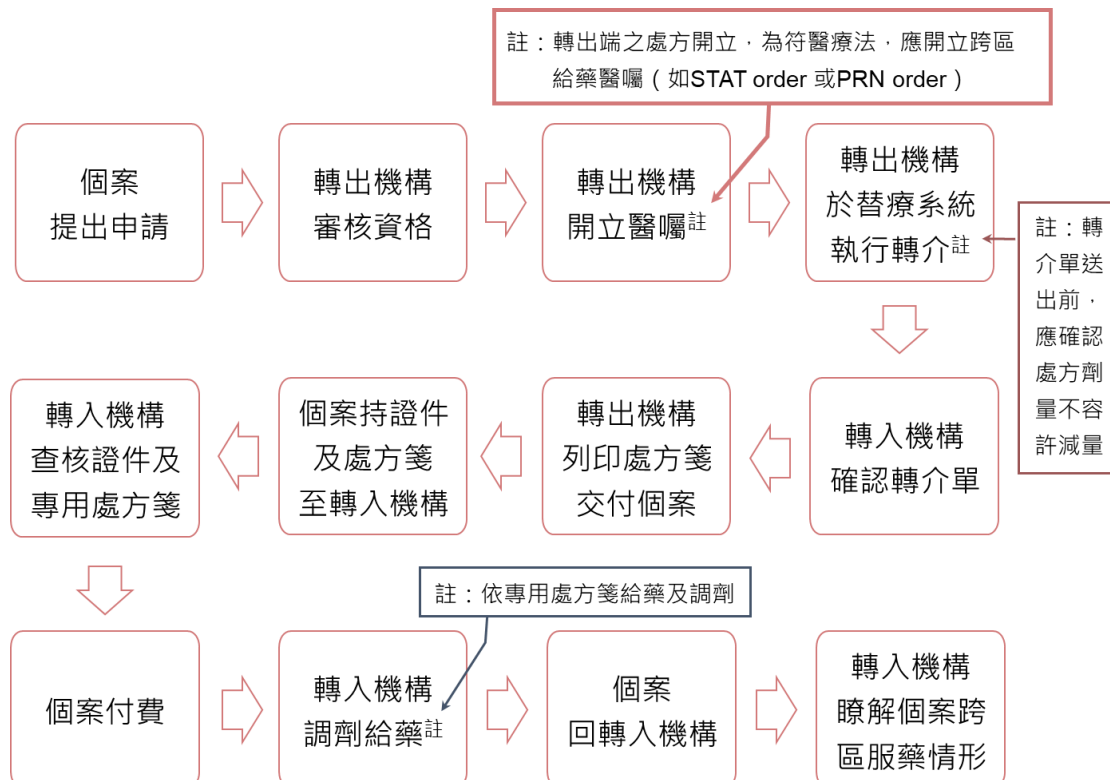 註：轉出端之處方開立，為符醫療法，應開立跨區
給藥醫囑（如STAT order 或PRN order）
個案
提出申請
轉出機構
審核資格
轉出機構
開立醫囑註
轉出機構
於替療系統
執行轉介註
註：轉
介單送
出前，
應確認
處方劑
量不容
許減量
轉入機構
確認轉介單
轉出機構
列印處方箋
交付個案
個案持證件
及處方箋
至轉入機構
轉入機構
查核證件及
專用處方箋
註：依專用處方箋給藥及調劑
個案付費
轉入機構
調劑給藥註
個案
回轉入機構
轉入機構
瞭解個案跨
區服藥情形